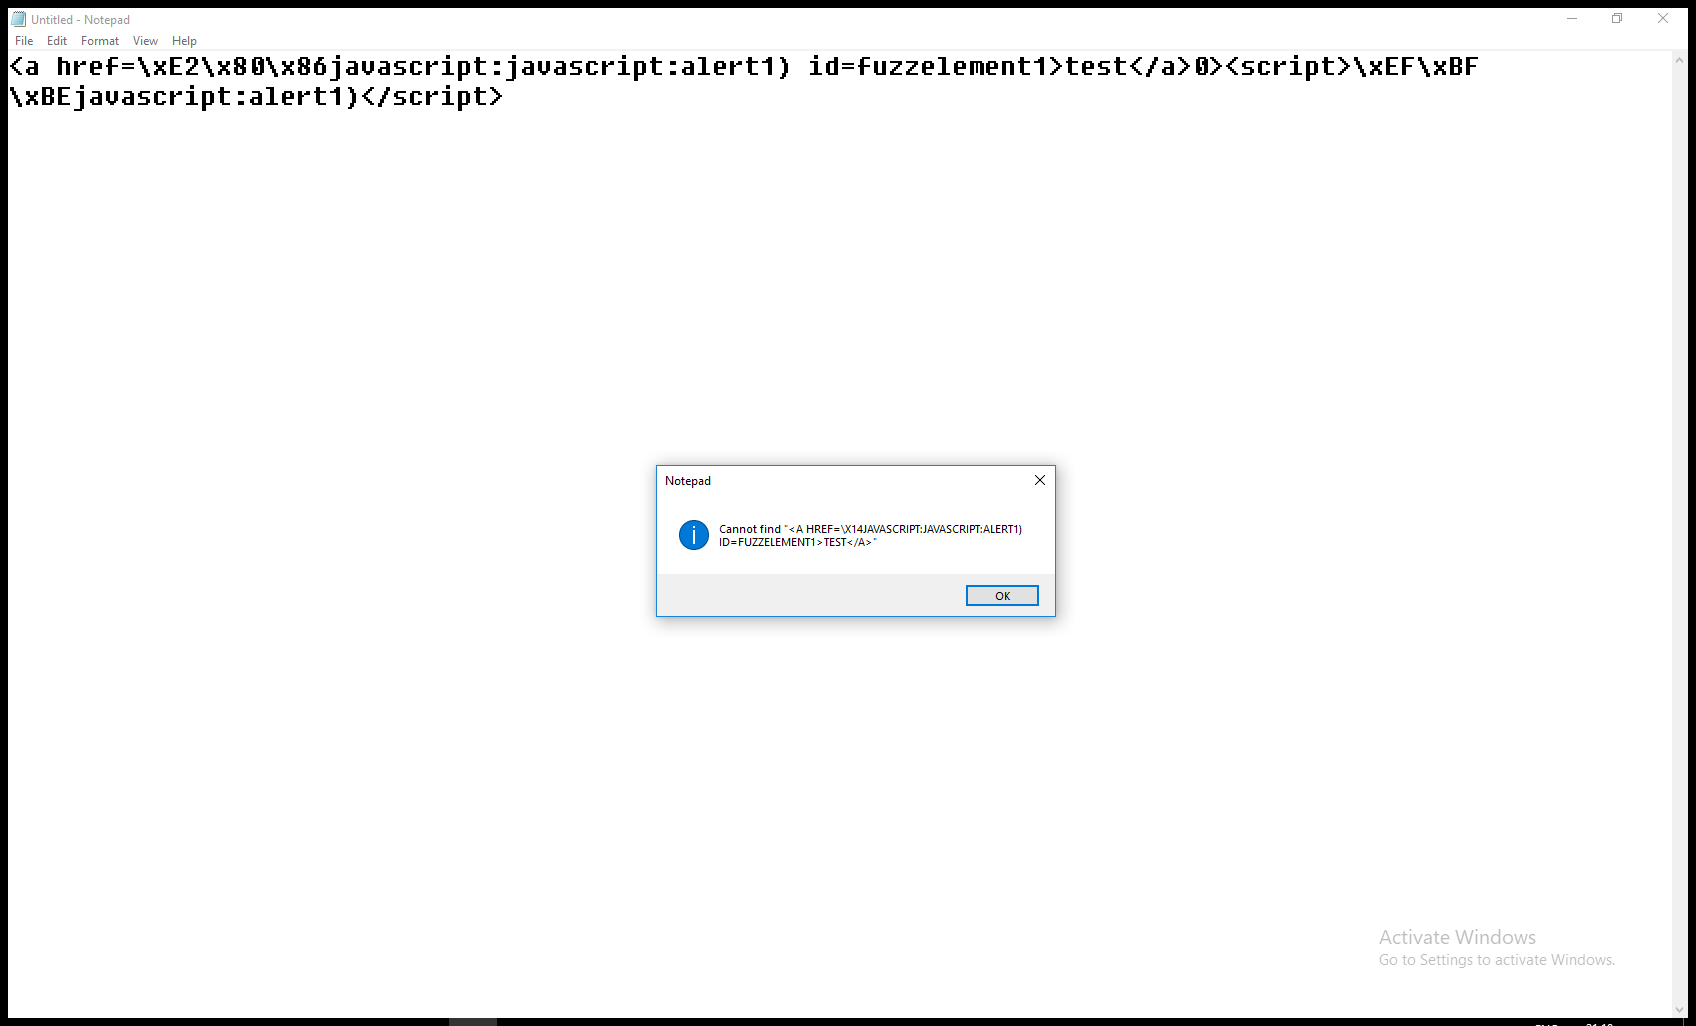 Untitled - Notepad
File Edit Format View Help
<a href=\xE2\x80\x86javascript:javascript:alert1) id=fuzzelement1>test</a>0><script>\xEF\xBF
\xBEjavascript:alert1)</script>
Notepad
Cannot find "<A HREF=\X14JAVASCRIPT:JAVASCRIPT:ALERT1)
ID=FUZZELEMENT1>TEST</A>"
OK
Activate Windows
Go to Settings to activate Windows.